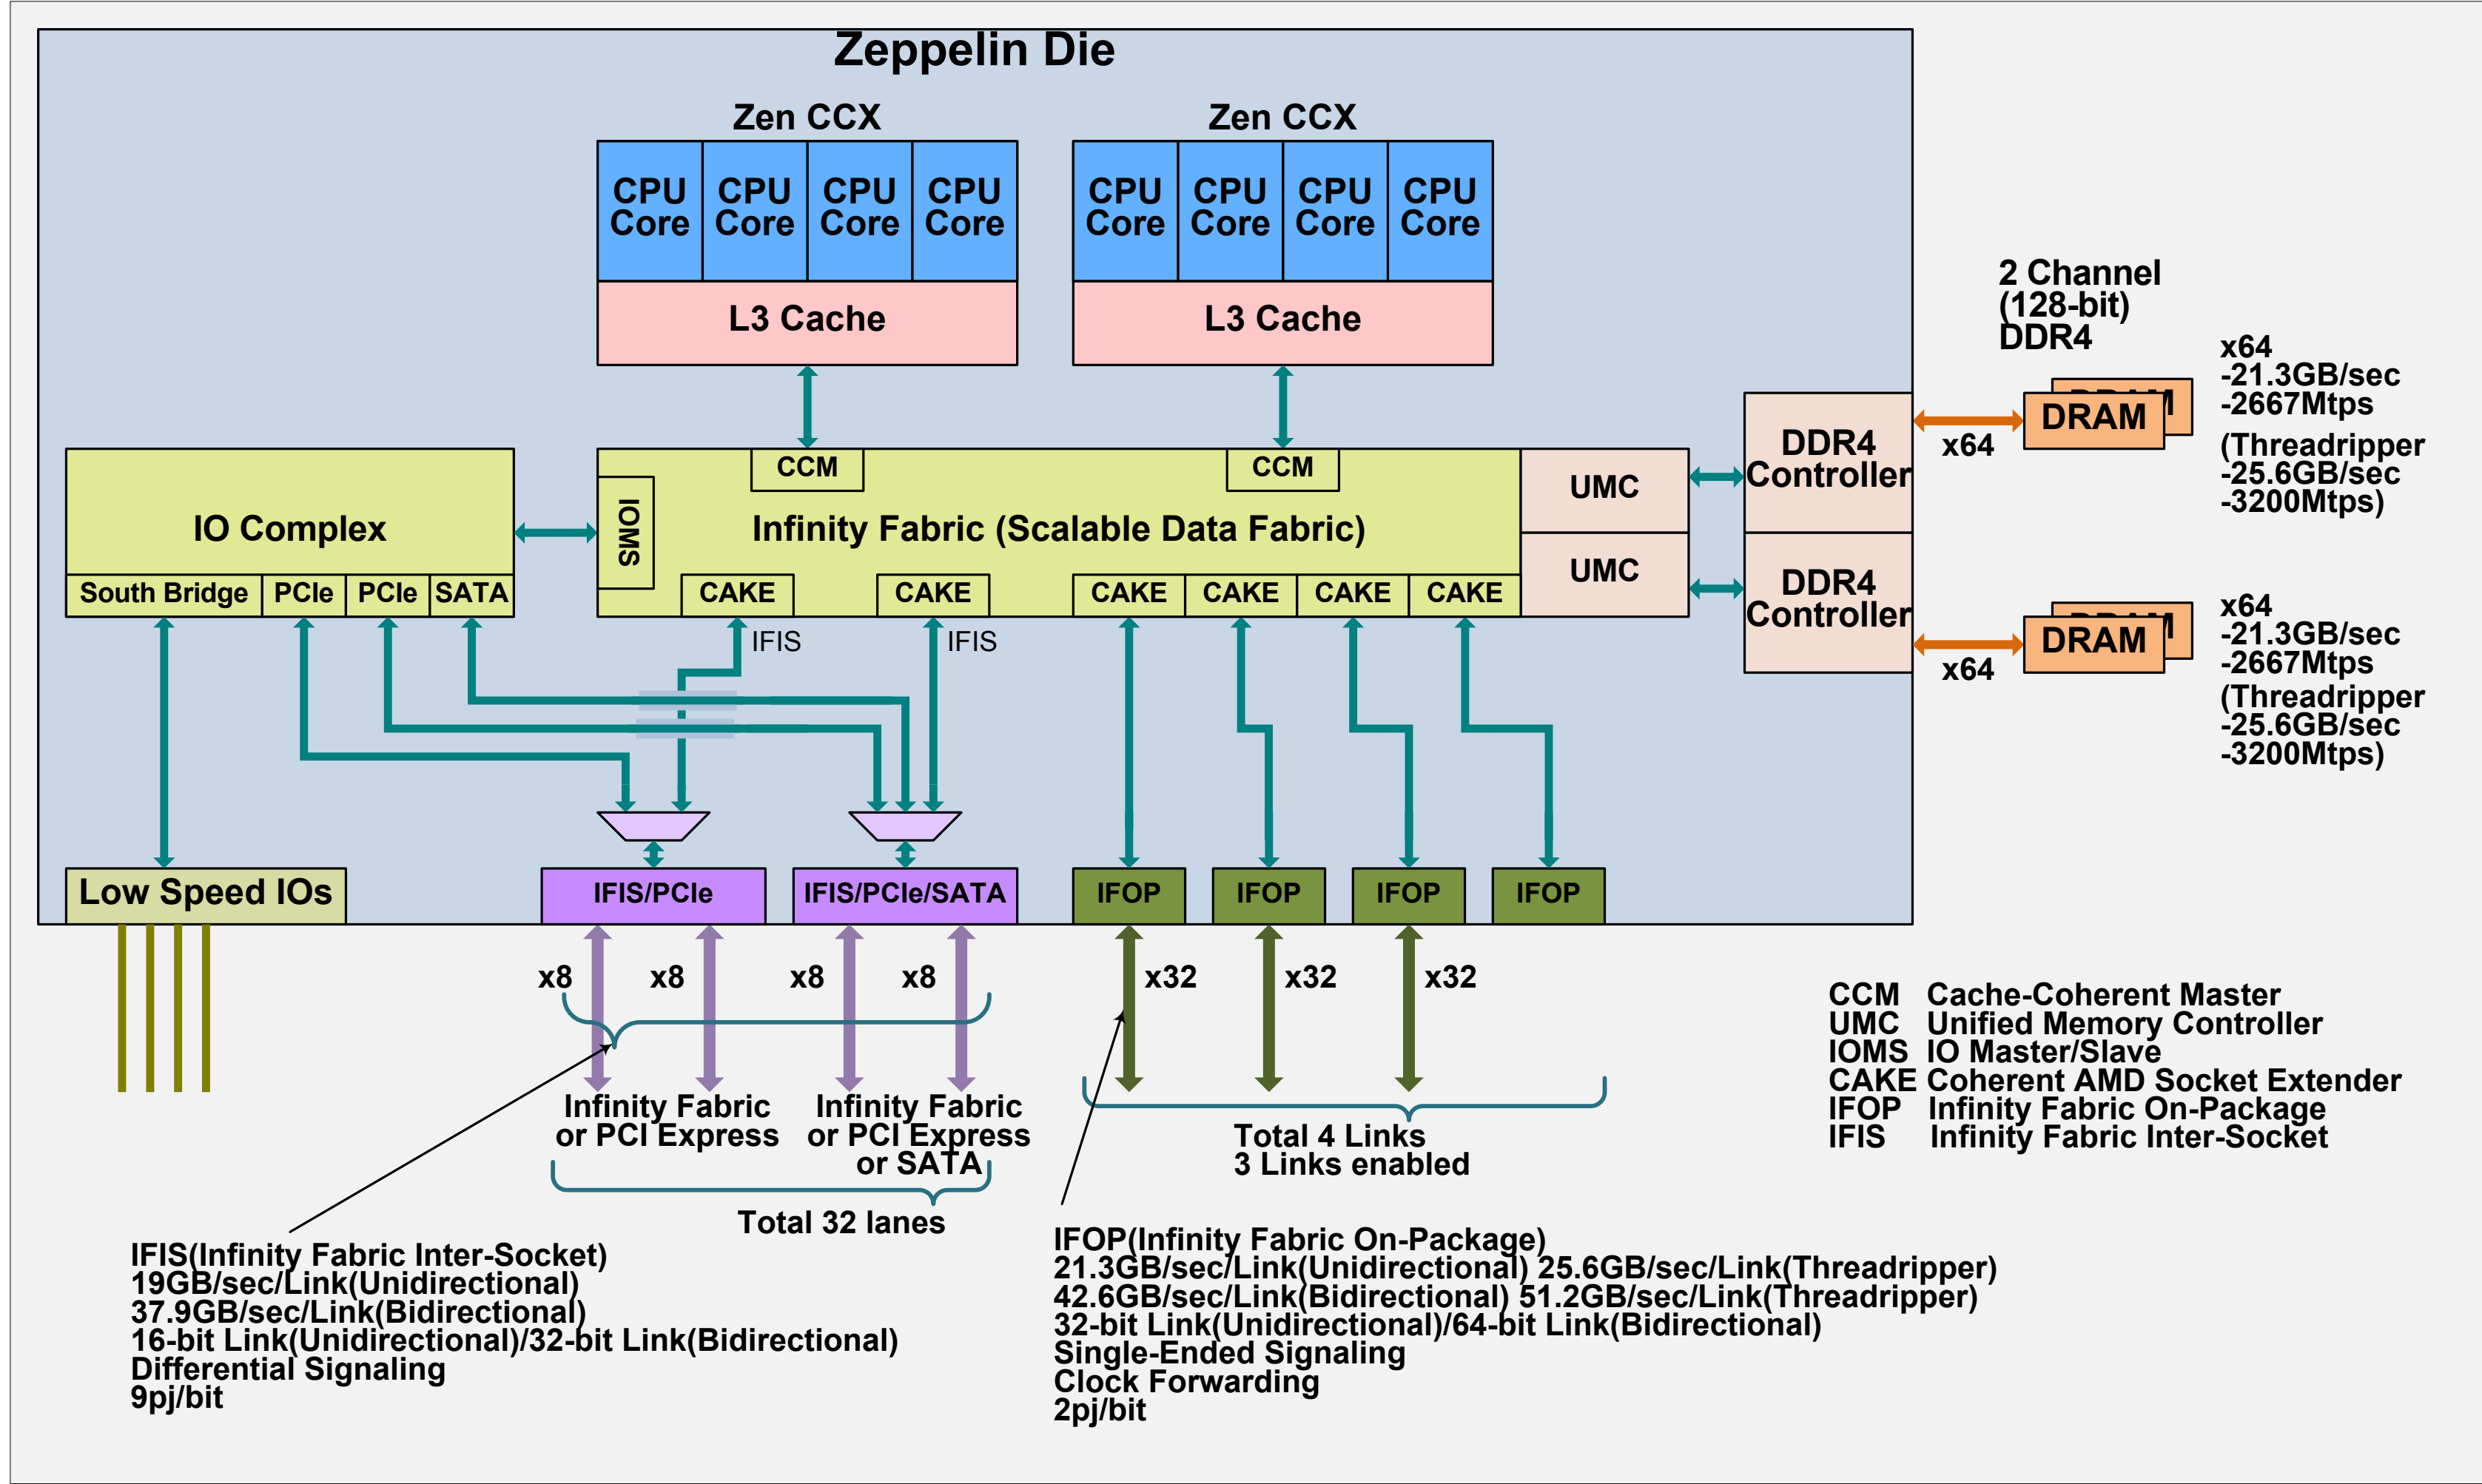 Zeppelin Die
Zen CCX
Zen CCX
CPU Core
CPU Core
CPU Core
CPU Core
CPU Core
CPU Core
CPU Core
CPU Core
L3 Cache
L3 Cache
2 Channel
(128-bit)
DDR4
x64
-21.3GB/sec
-2667Mtps
(Threadripper
-25.6GB/sec
-3200Mtps)
DRAM
x64
DDR4
Controller
CCM
CCM
UMC
IOMS
IO Complex
Infinity Fabric (Scalable Data Fabric)
UMC
DDR4
Controller
South Bridge
PCIe
PCIe
SATA
CAKE
CAKE
CAKE
CAKE
CAKE
CAKE
IFIS
IFIS
DRAM
x64
x64
-21.3GB/sec
-2667Mtps
(Threadripper
-25.6GB/sec
-3200Mtps)
Low Speed IOs
IFIS/PCIe
IFIS/PCIe/SATA
IFOP
IFOP
IFOP
IFOP
x8
x8
x8
x8
x32
x32
x32
CCM Cache-Coherent Master
UMC Unified Memory Controller
IOMS IO Master/Slave
CAKE Coherent AMD Socket Extender
IFOP Infinity Fabric On-Package
IFIS Infinity Fabric Inter-Socket
Infinity Fabric
or PCI Express
Infinity Fabric
or PCI Express
or SATA
Total 4 Links
3 Links enabled
Total 32 lanes
IFIS(Infinity Fabric Inter-Socket)
19GB/sec/Link(Unidirectional)
37.9GB/sec/Link(Bidirectional)
16-bit Link(Unidirectional)/32-bit Link(Bidirectional)
Differential Signaling
9pj/bit
IFOP(Infinity Fabric On-Package)
21.3GB/sec/Link(Unidirectional) 25.6GB/sec/Link(Threadripper)
42.6GB/sec/Link(Bidirectional) 51.2GB/sec/Link(Threadripper)
32-bit Link(Unidirectional)/64-bit Link(Bidirectional)
Single-Ended Signaling
Clock Forwarding
2pj/bit